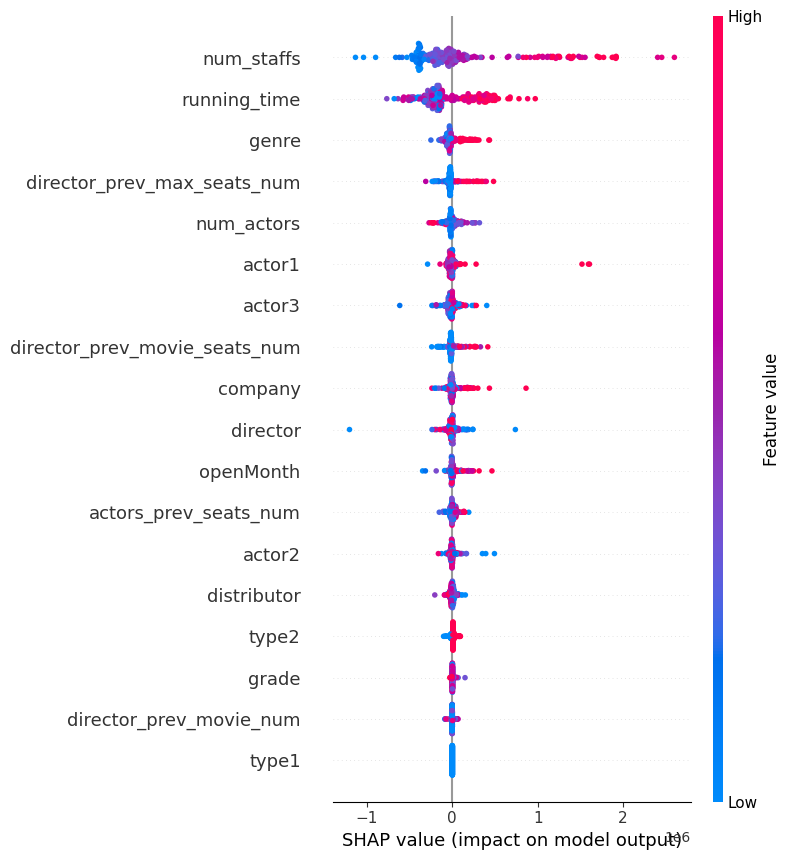 High
num_staffs
running_time
genre
director_prev_max_seats_num
num_actors
actor1
actor3
director_prev_movie_seats_num
company
director
openMonth
actors_prev_seats_num
actor2
distributor
type2
grade
director_prev_movie_num
type1
Feature value
Low
−1 0 1 2
1e6
SHAP value (impact on model output)